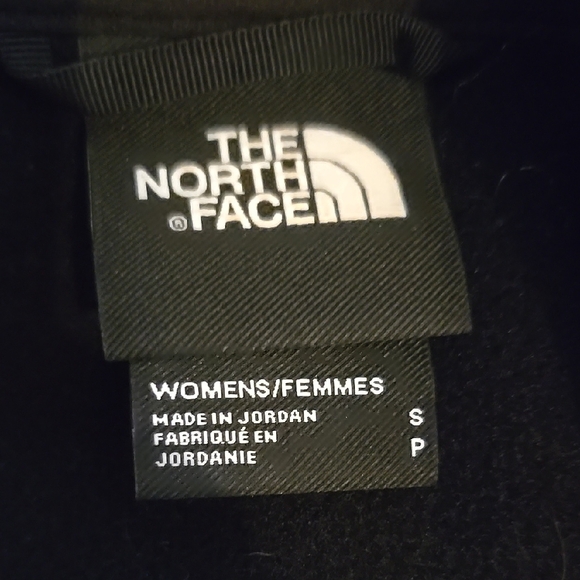 THE
NORTH
® FACE
WOMENS/FEMMES
MADE IN JORDAN S
FABRIQUÉ EN
JORDANIE P